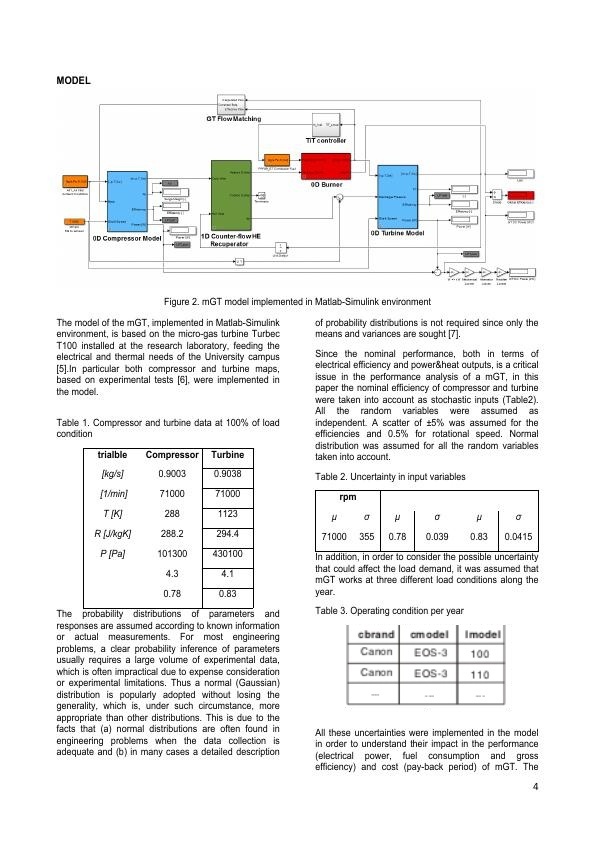 MODEL
GT FlowMatching
TIT controller
0D Burner
0D Compressor Model
1D Counter-flow HE
Recuperator
0D Turbine Model
Figure 2. mGT model implemented in Matlab-Simulink environment
The model of the mGT, implemented in Matlab-Simulink
environment, is based on the micro-gas turbine Turbec
T100 installed at the research laboratory, feeding the
electrical and thermal needs of the University campus
[5].In particular both compressor and turbine maps,
based on experimental tests [6], were implemented in
the model.
Table 1. Compressor and turbine data at 100% of load
condition
trialble Compressor Turbine
[kg/s] 0.9003 0.9038
[1/min] 71000 71000
T [K] 288 1123
R [J/kgK] 288.2 294.4
P [Pa] 101300 430100
4.3 4.1
0.78 0.83
The probability distributions of parameters and
responses are assumed according to known information
or actual measurements. For most engineering
problems, a clear probability inference of parameters
usually requires a large volume of experimental data,
which is often impractical due to expense consideration
or experimental limitations. Thus a normal (Gaussian)
distribution is popularly adopted without losing the
generality, which is, under such circumstance, more
appropriate than other distributions. This is due to the
facts that (a) normal distributions are often found in
engineering problems when the data collection is
adequate and (b) in many cases a detailed description
of probability distributions is not required since only the
means and variances are sought [7].
Since the nominal performance, both in terms of
electrical efficiency and power&heat outputs, is a critical
issue in the performance analysis of a mGT, in this
paper the nominal efficiency of compressor and turbine
were taken into account as stochastic inputs (Table2).
All the random variables were assumed as
independent. A scatter of ±5% was assumed for the
efficiencies and 0.5% for rotational speed. Normal
distribution was assumed for all the random variables
taken into account.
Table 2. Uncertainty in input variables
rpm
μ σ μ σ μ σ
71000 355 0.78 0.039 0.83 0.0415
In addition, in order to consider the possible uncertainty
that could affect the load demand, it was assumed that
mGT works at three different load conditions along the
year.
Table 3. Operating condition per year
cbrand cmodel lmodel
Canon EOS-3 100
Canon EOS-3 110
... ... ...
All these uncertainties were implemented in the model
in order to understand their impact in the performance
(electrical power, fuel consumption and gross
efficiency) and cost (pay-back period) of mGT. The
4